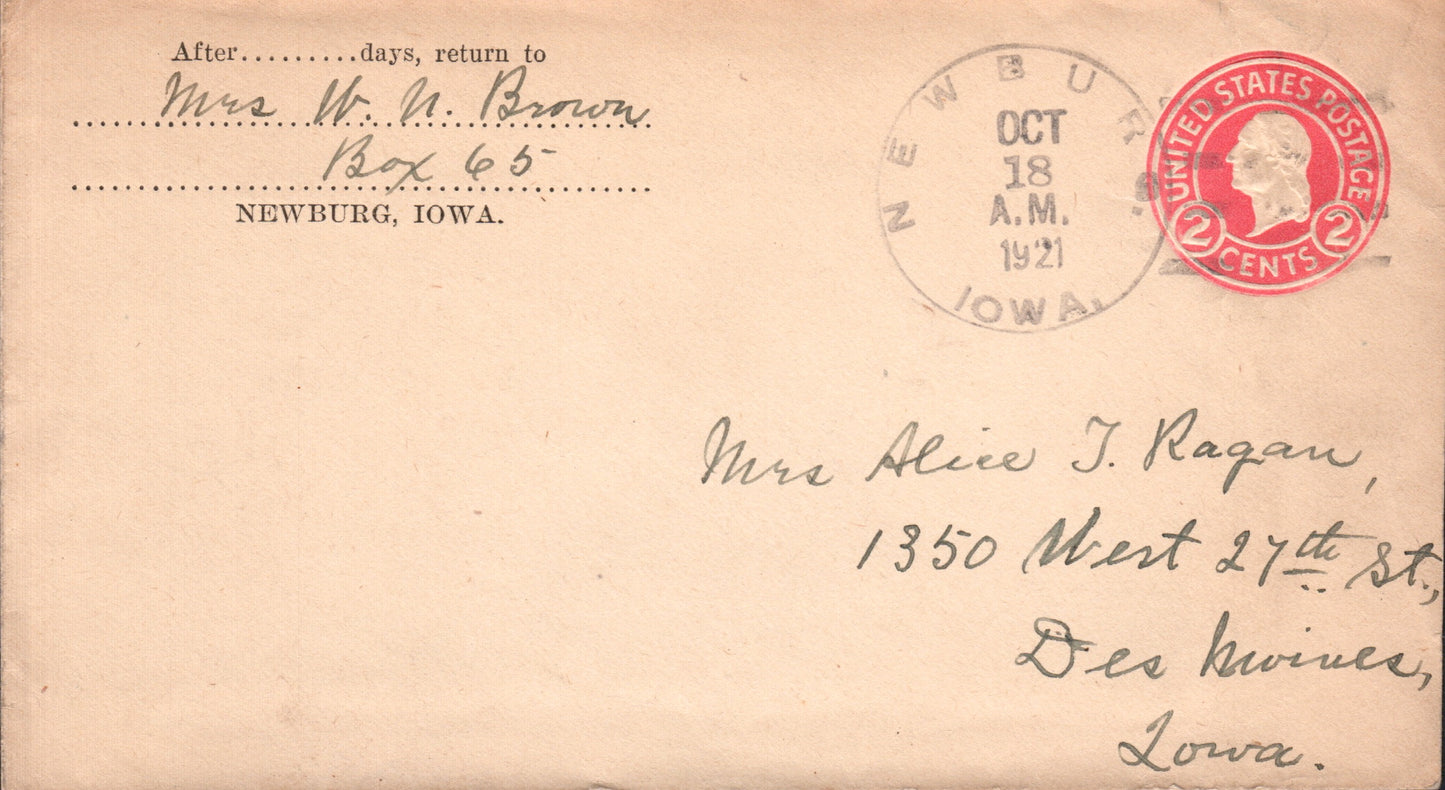 After.........days, return to
Mrs W. N. Brown
Box 65
NEWBURG, IOWA.
NEWBURG
OCT
18
A.M.
1921
IOWA.
UNITED STATES POSTAGE
2 CENTS 2
Mrs Alice T. Ragan,
1350 West 27th St.,
Des Moines,
Iowa.